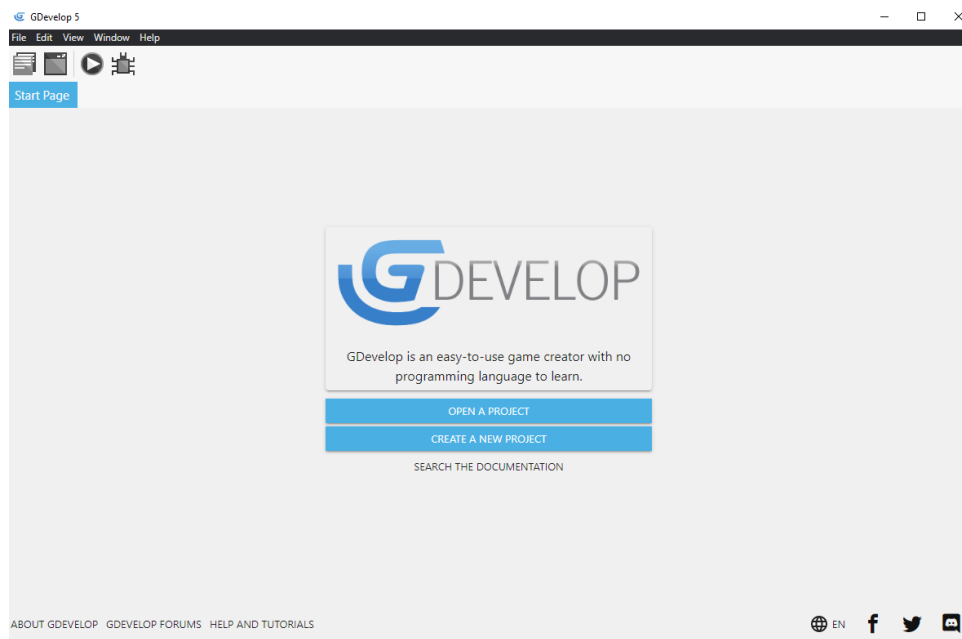 GDevelop 5
File Edit View Window Help
Start Page
GDEVELOP
GDevelop is an easy-to-use game creator with no
programming language to learn.
OPEN A PROJECT
CREATE A NEW PROJECT
SEARCH THE DOCUMENTATION
ABOUT GDEVELOP GDEVELOP FORUMS HELP AND TUTORIALS EN